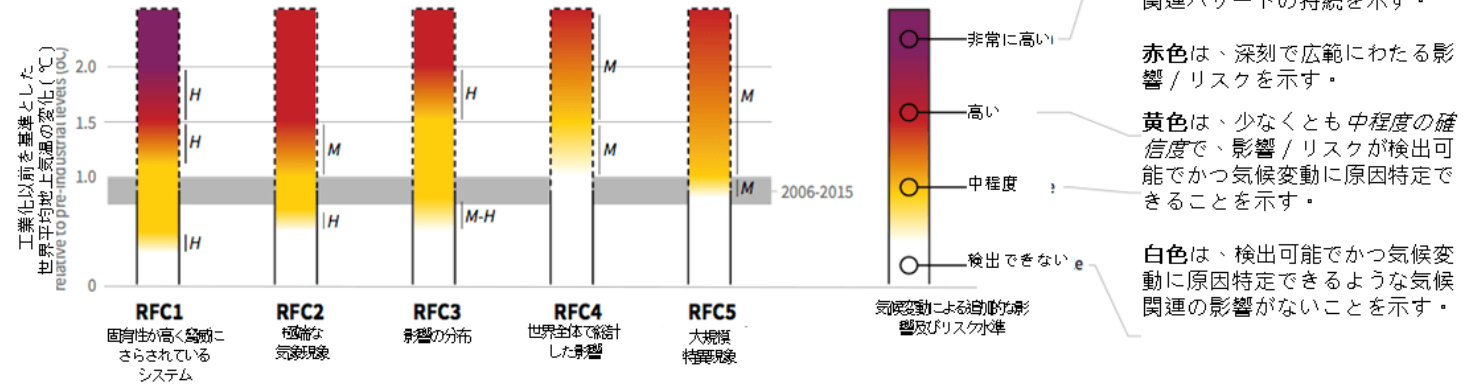 関連ハザードの持続を示す。
非常に高い
赤色は、深刻で広範にわたる影
響 / リスクを示す。
高い
黄色は、少なくとも中程度の確
信度で、影響 / リスクが検出可
能でかつ気候変動に原因特定で
きることを示す。
中程度
検出できない
白色は、検出可能でかつ気候変
動に原因特定できるような気候
関連の影響がないことを示す。
工業化以前を基準とした
世界平均地上気温の変化(℃)
relative to pre-industrial levels (oC)
2.0
1.5
1.0
0
H
H
H
M
H
H
M-H
M
M
M
M
2006-2015
RFC1
固有性が高く脅威に
さらされている
システム
RFC2
極端な
気象現象
RFC3
影響の分布
RFC4
世界全体で総計
した影響
RFC5
大規模
特異現象
気候変動による追加的な影
響及びリスク水準